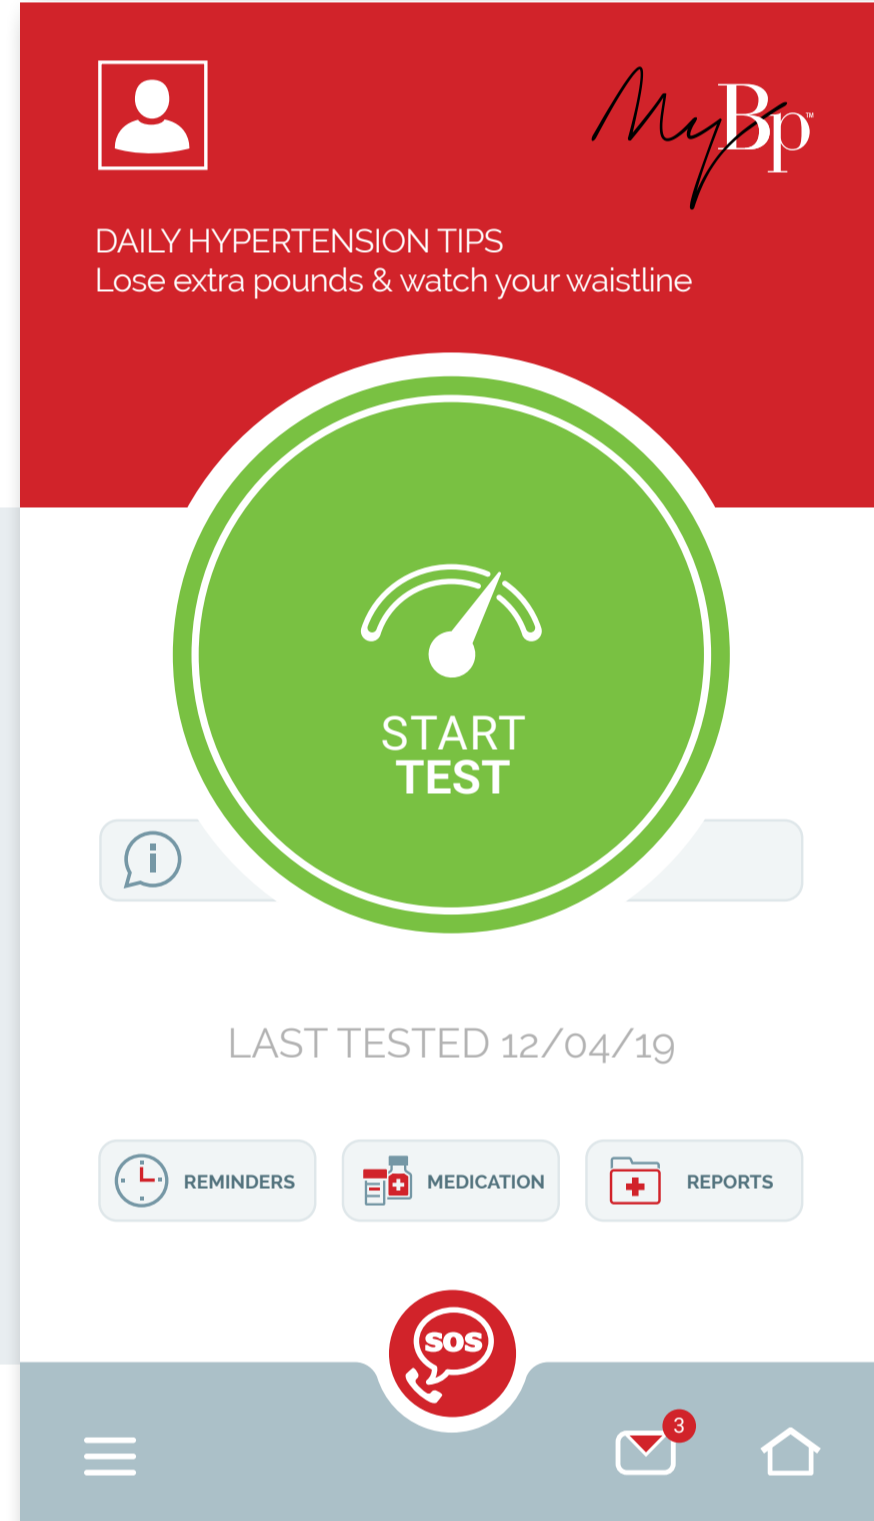 MyBp™
DAILY HYPERTENSION TIPS
Lose extra pounds & watch your waistline
START
TEST
i
LAST TESTED 12/04/19
REMINDERS
MEDICATION
REPORTS
SOS
3